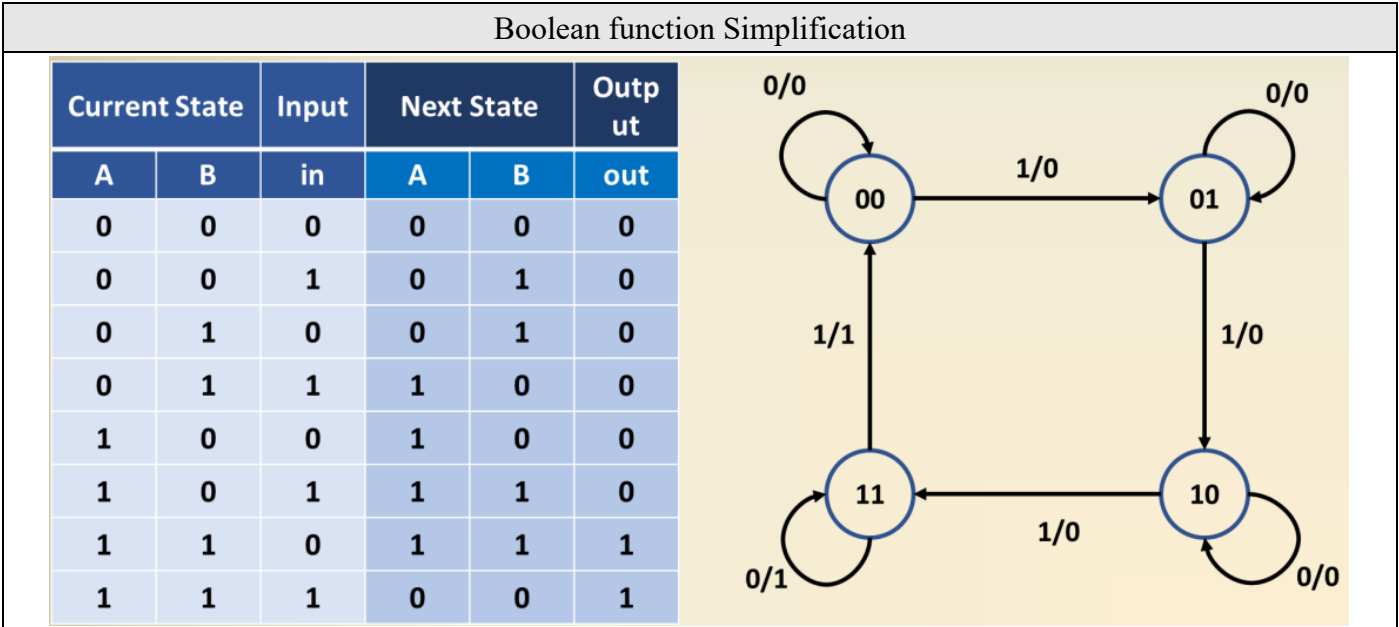 Boolean function Simplification
Current State Input Next State Outp
ut
A B in A B out
0 0 0 0 0 0
0 0 1 0 1 0
0 1 0 0 1 0
0 1 1 1 0 0
1 0 0 1 0 0
1 0 1 1 1 0
1 1 0 1 1 1
1 1 1 0 0 1
0/0
0/0
1/0
00
01
1/1
1/0
11
10
1/0
0/1
0/0